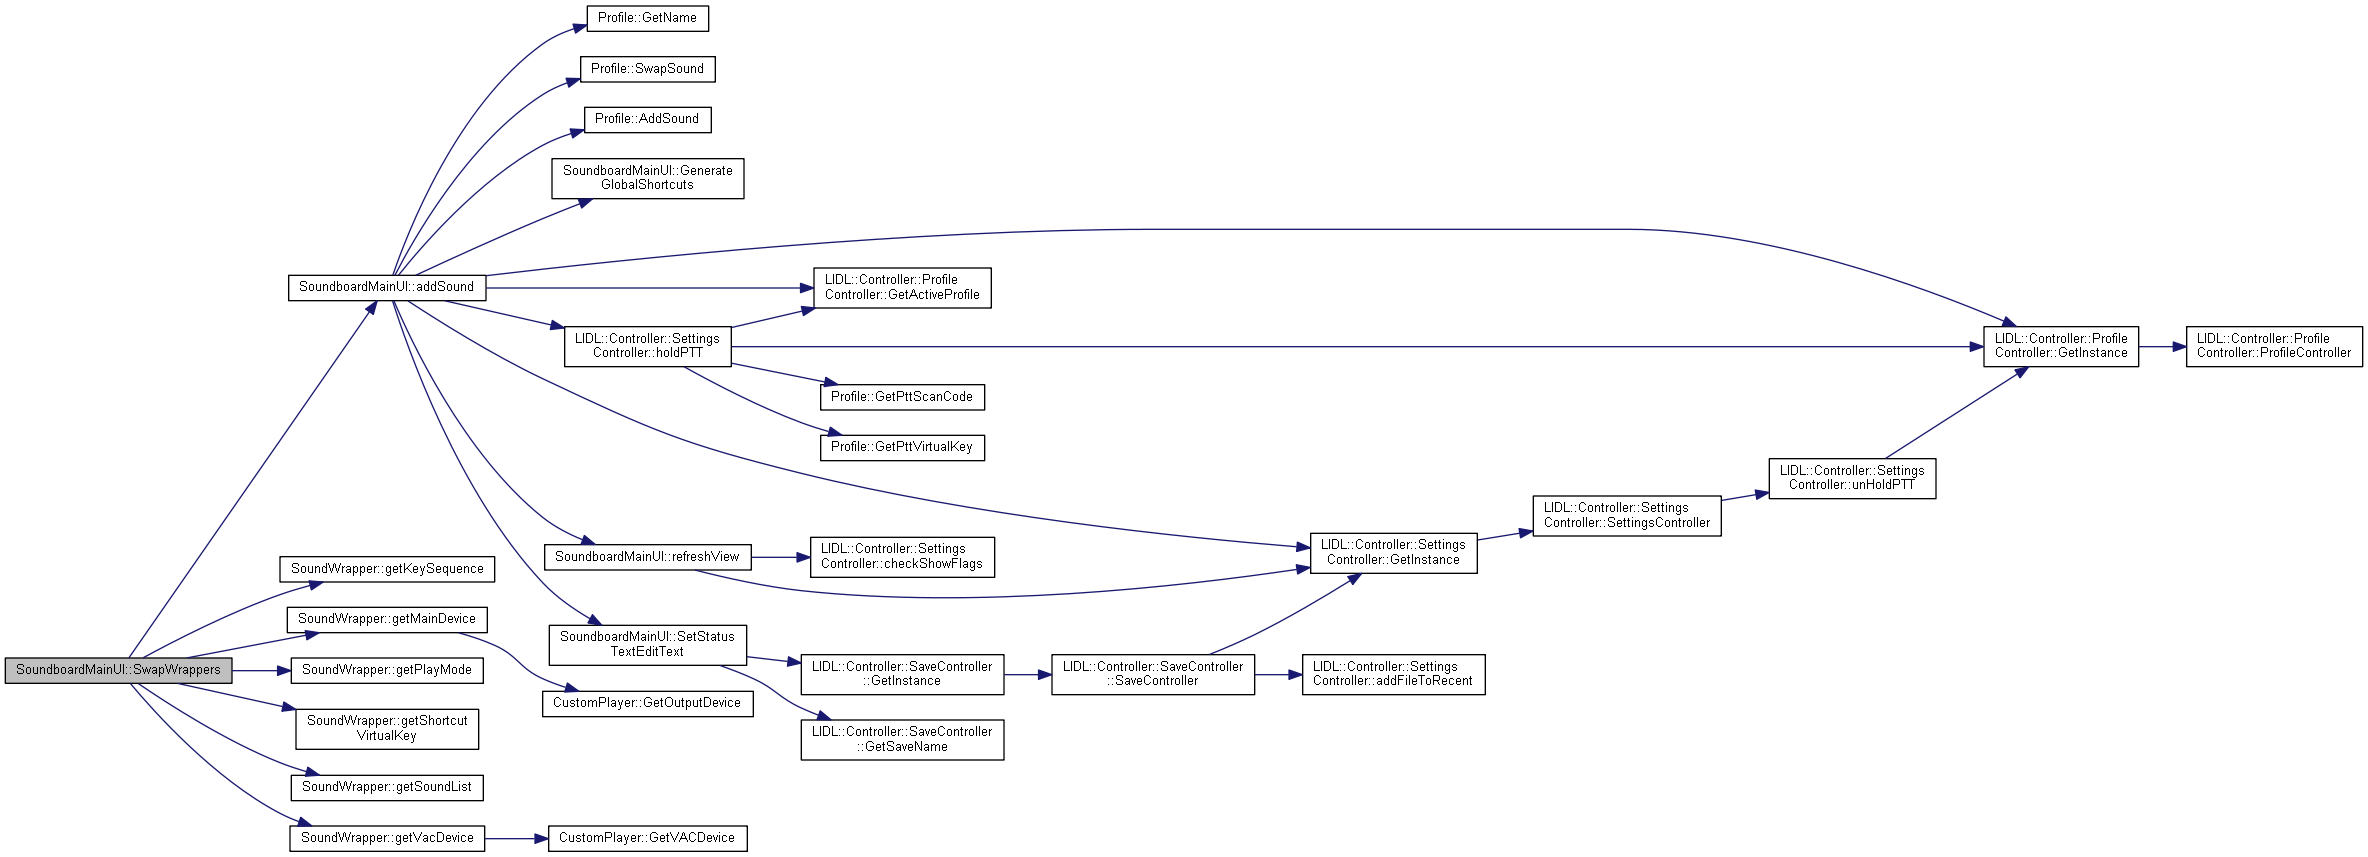 Profile::GetName
Profile::SwapSound
Profile::AddSound
SoundboardMainUI::Generate
GlobalShortcuts
SoundboardMainUI::addSound
LIDL::Controller::Profile
Controller::GetActiveProfile
LIDL::Controller::Settings
Controller::holdPTT
LIDL::Controller::Profile
Controller::GetInstance
LIDL::Controller::Profile
Controller::ProfileController
Profile::GetPttScanCode
Profile::GetPttVirtualKey
LIDL::Controller::Settings
Controller::unHoldPTT
LIDL::Controller::Settings
Controller::SettingsController
LIDL::Controller::Settings
Controller::GetInstance
SoundboardMainUI::refreshView
LIDL::Controller::Settings
Controller::checkShowFlags
SoundWrapper::getKeySequence
SoundWrapper::getMainDevice
SoundboardMainUI::SetStatus
TextEditText
SoundboardMainUI::SwapWrappers
SoundWrapper::getPlayMode
LIDL::Controller::SaveController
::GetInstance
LIDL::Controller::SaveController
::SaveController
LIDL::Controller::Settings
Controller::addFileToRecent
CustomPlayer::GetOutputDevice
SoundWrapper::getShortcut
VirtualKey
LIDL::Controller::SaveController
::GetSaveName
SoundWrapper::getSoundList
SoundWrapper::getVacDevice
CustomPlayer::GetVACDevice